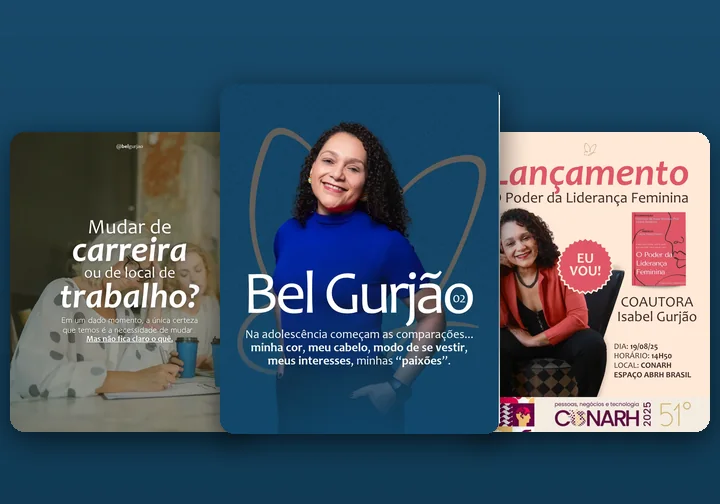 @belgurjao
Mudar de
carreira
ou de local de
trabalho?
Em um dado momento, a única certeza
que temos é a necessidade de mudar.
Mas não fica claro o quê.
Bel Gurjão 02
Na adolescência começam as comparações...
minha cor, meu cabelo, modo de se vestir,
meus interesses, minhas “paixões”.
Lançamento
Poder da Liderança Feminina
EU
VOU!
O Poder da
Liderança
Feminina
COAUTORA
Isabel Gurjão
DIA: 19/08/25
HORÁRIO: 14H50
LOCAL: CONARH
ESPAÇO ABRH BRASIL
pessoas, negócios e tecnologia
CONARH 2025 51º